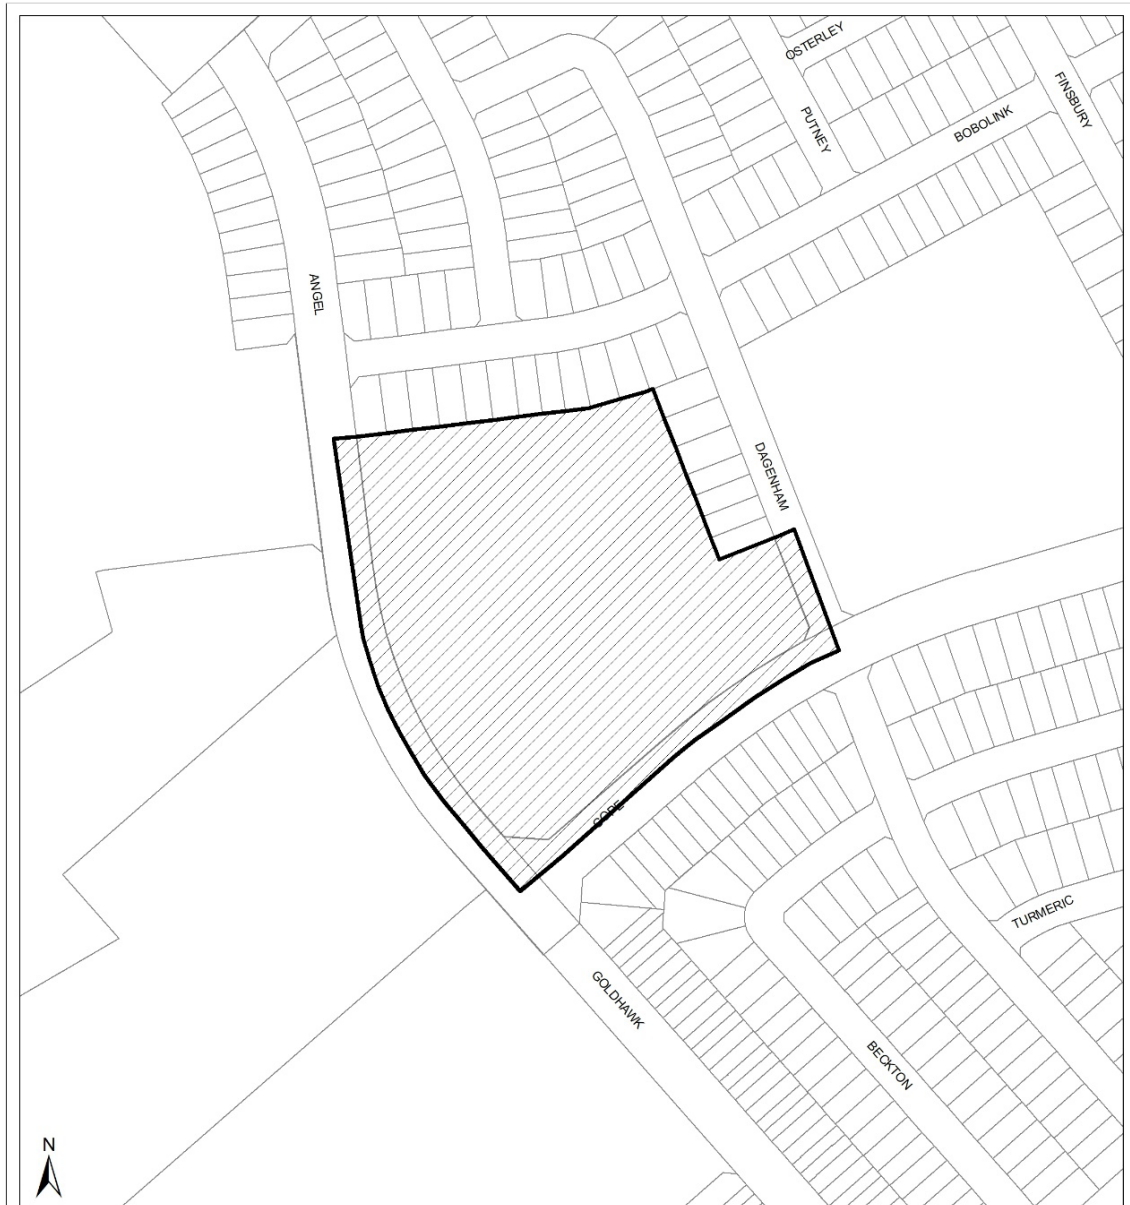 OSTERLEY
FINSBURY
PUTNEY
BOBOLINK
ANGEL
DAGENHAM
COPE
TURMERIC
GOLDHAWK
BECKTON
N